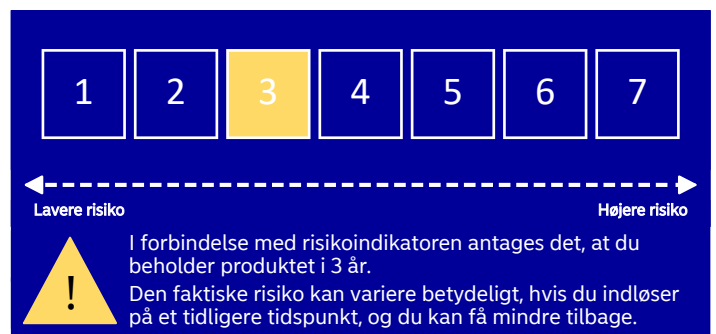 1 2 3 4 5 6 7
Lavere risiko Højere risiko
I forbindelse med risikoindikatoren antages det, at du
beholder produktet i 3 år.
!
Den faktiske risiko kan variere betydeligt, hvis du indløser
på et tidligere tidspunkt, og du kan få mindre tilbage.